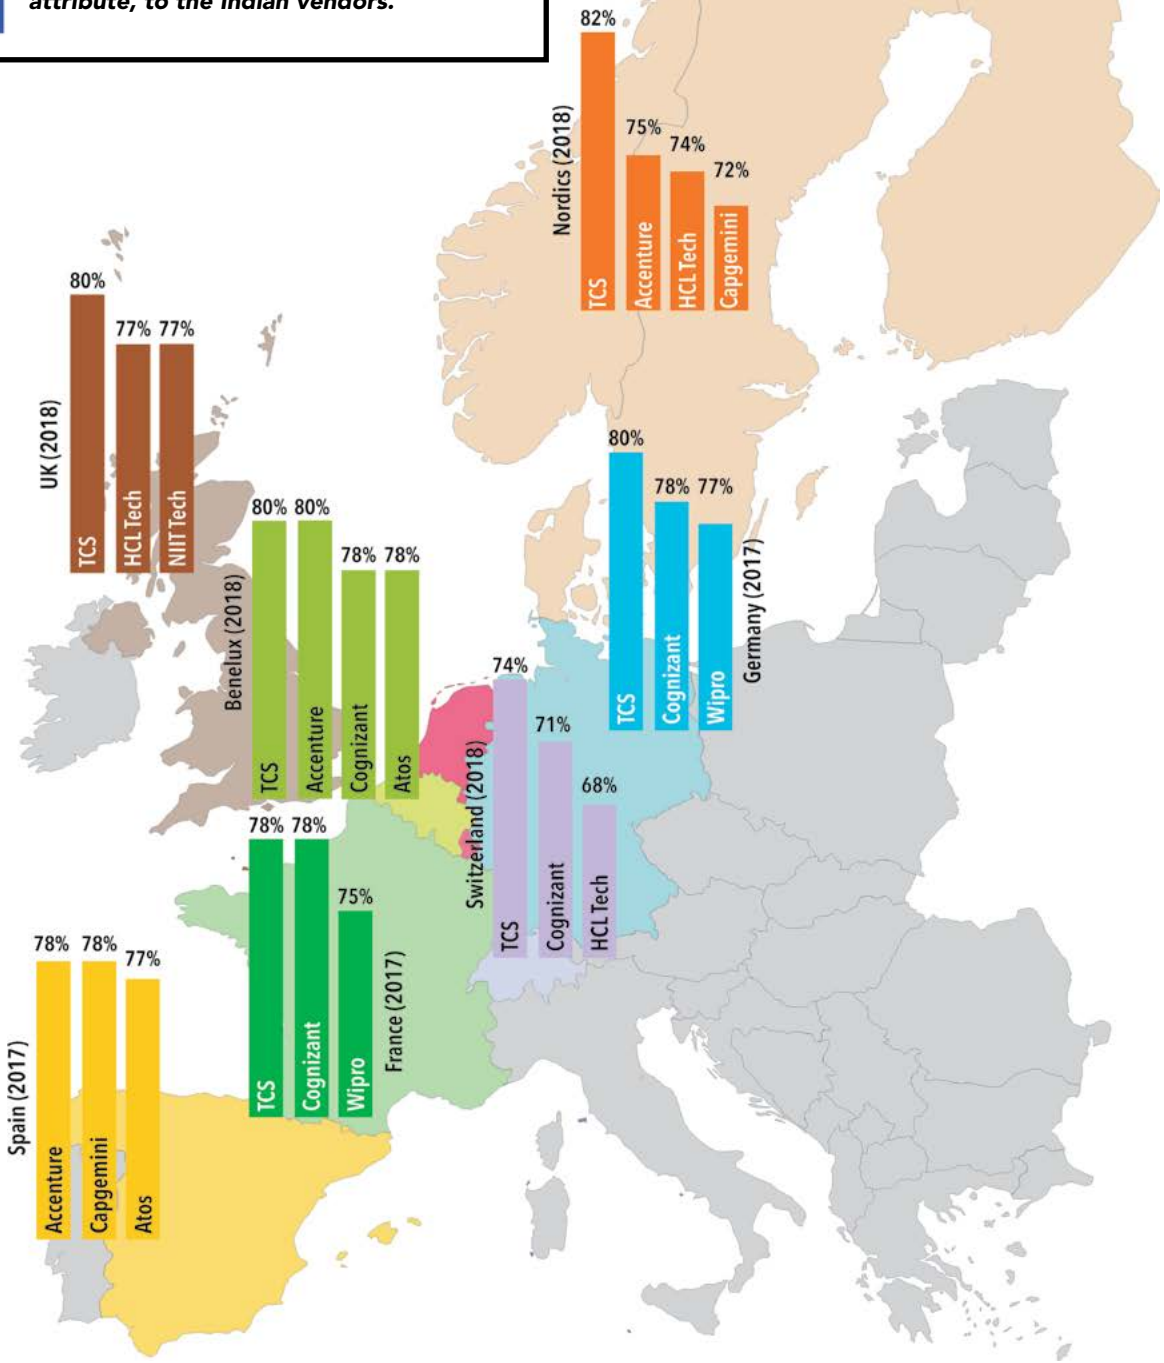 attribute, to the Indian vendors.
82%
75%
74%
72%
Nordics (2018)
TCS
Accenture
HCL Tech
Capgemini
80%
77% 77%
UK (2018)
TCS
HCL Tech
NIIT Tech
80%
78% 77%
Germany (2017)
TCS
Cognizant
Wipro
80% 80%
78% 78%
Benelux (2018)
TCS
Accenture
Cognizant
Atos
74%
71%
68%
Switzerland (2018)
TCS
Cognizant
HCL Tech
78% 78%
75%
France (2017)
TCS
Cognizant
Wipro
78% 78%
77%
Spain (2017)
Accenture
Capgemini
Atos